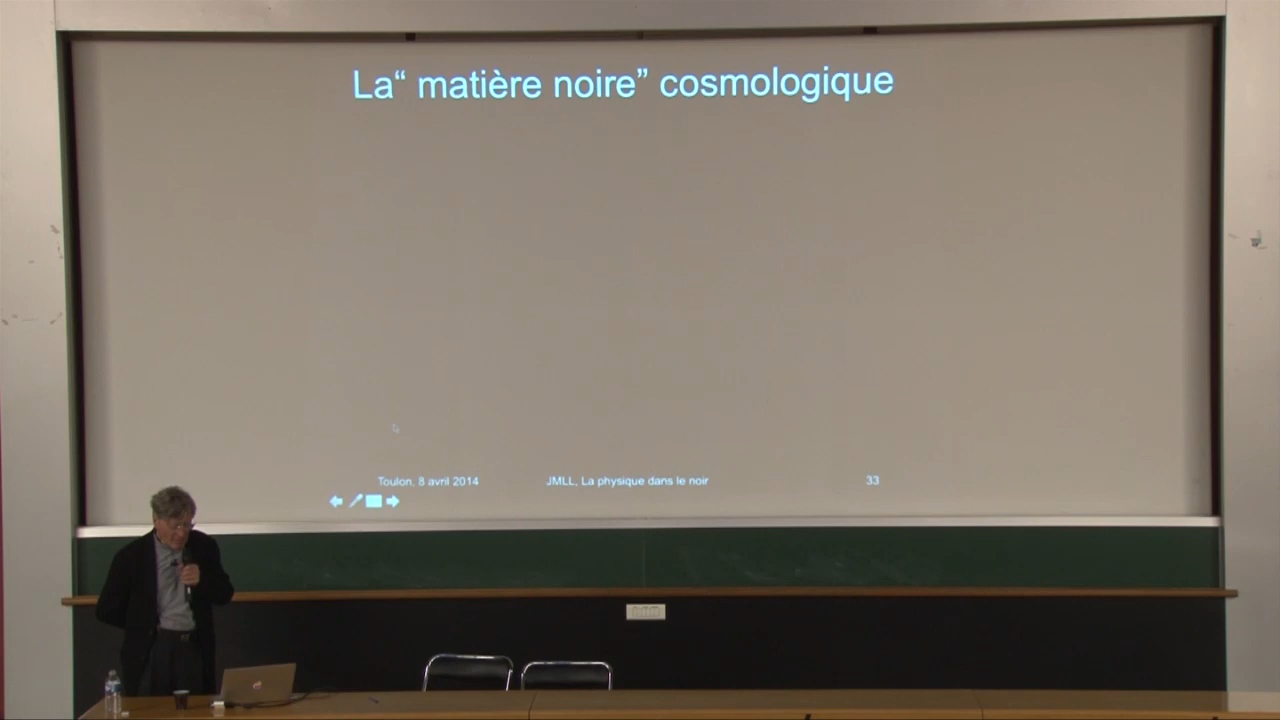 La“ matière noire” cosmologique
Toulon, 8 avril 2014
JMLL, La physique dans le noir
33